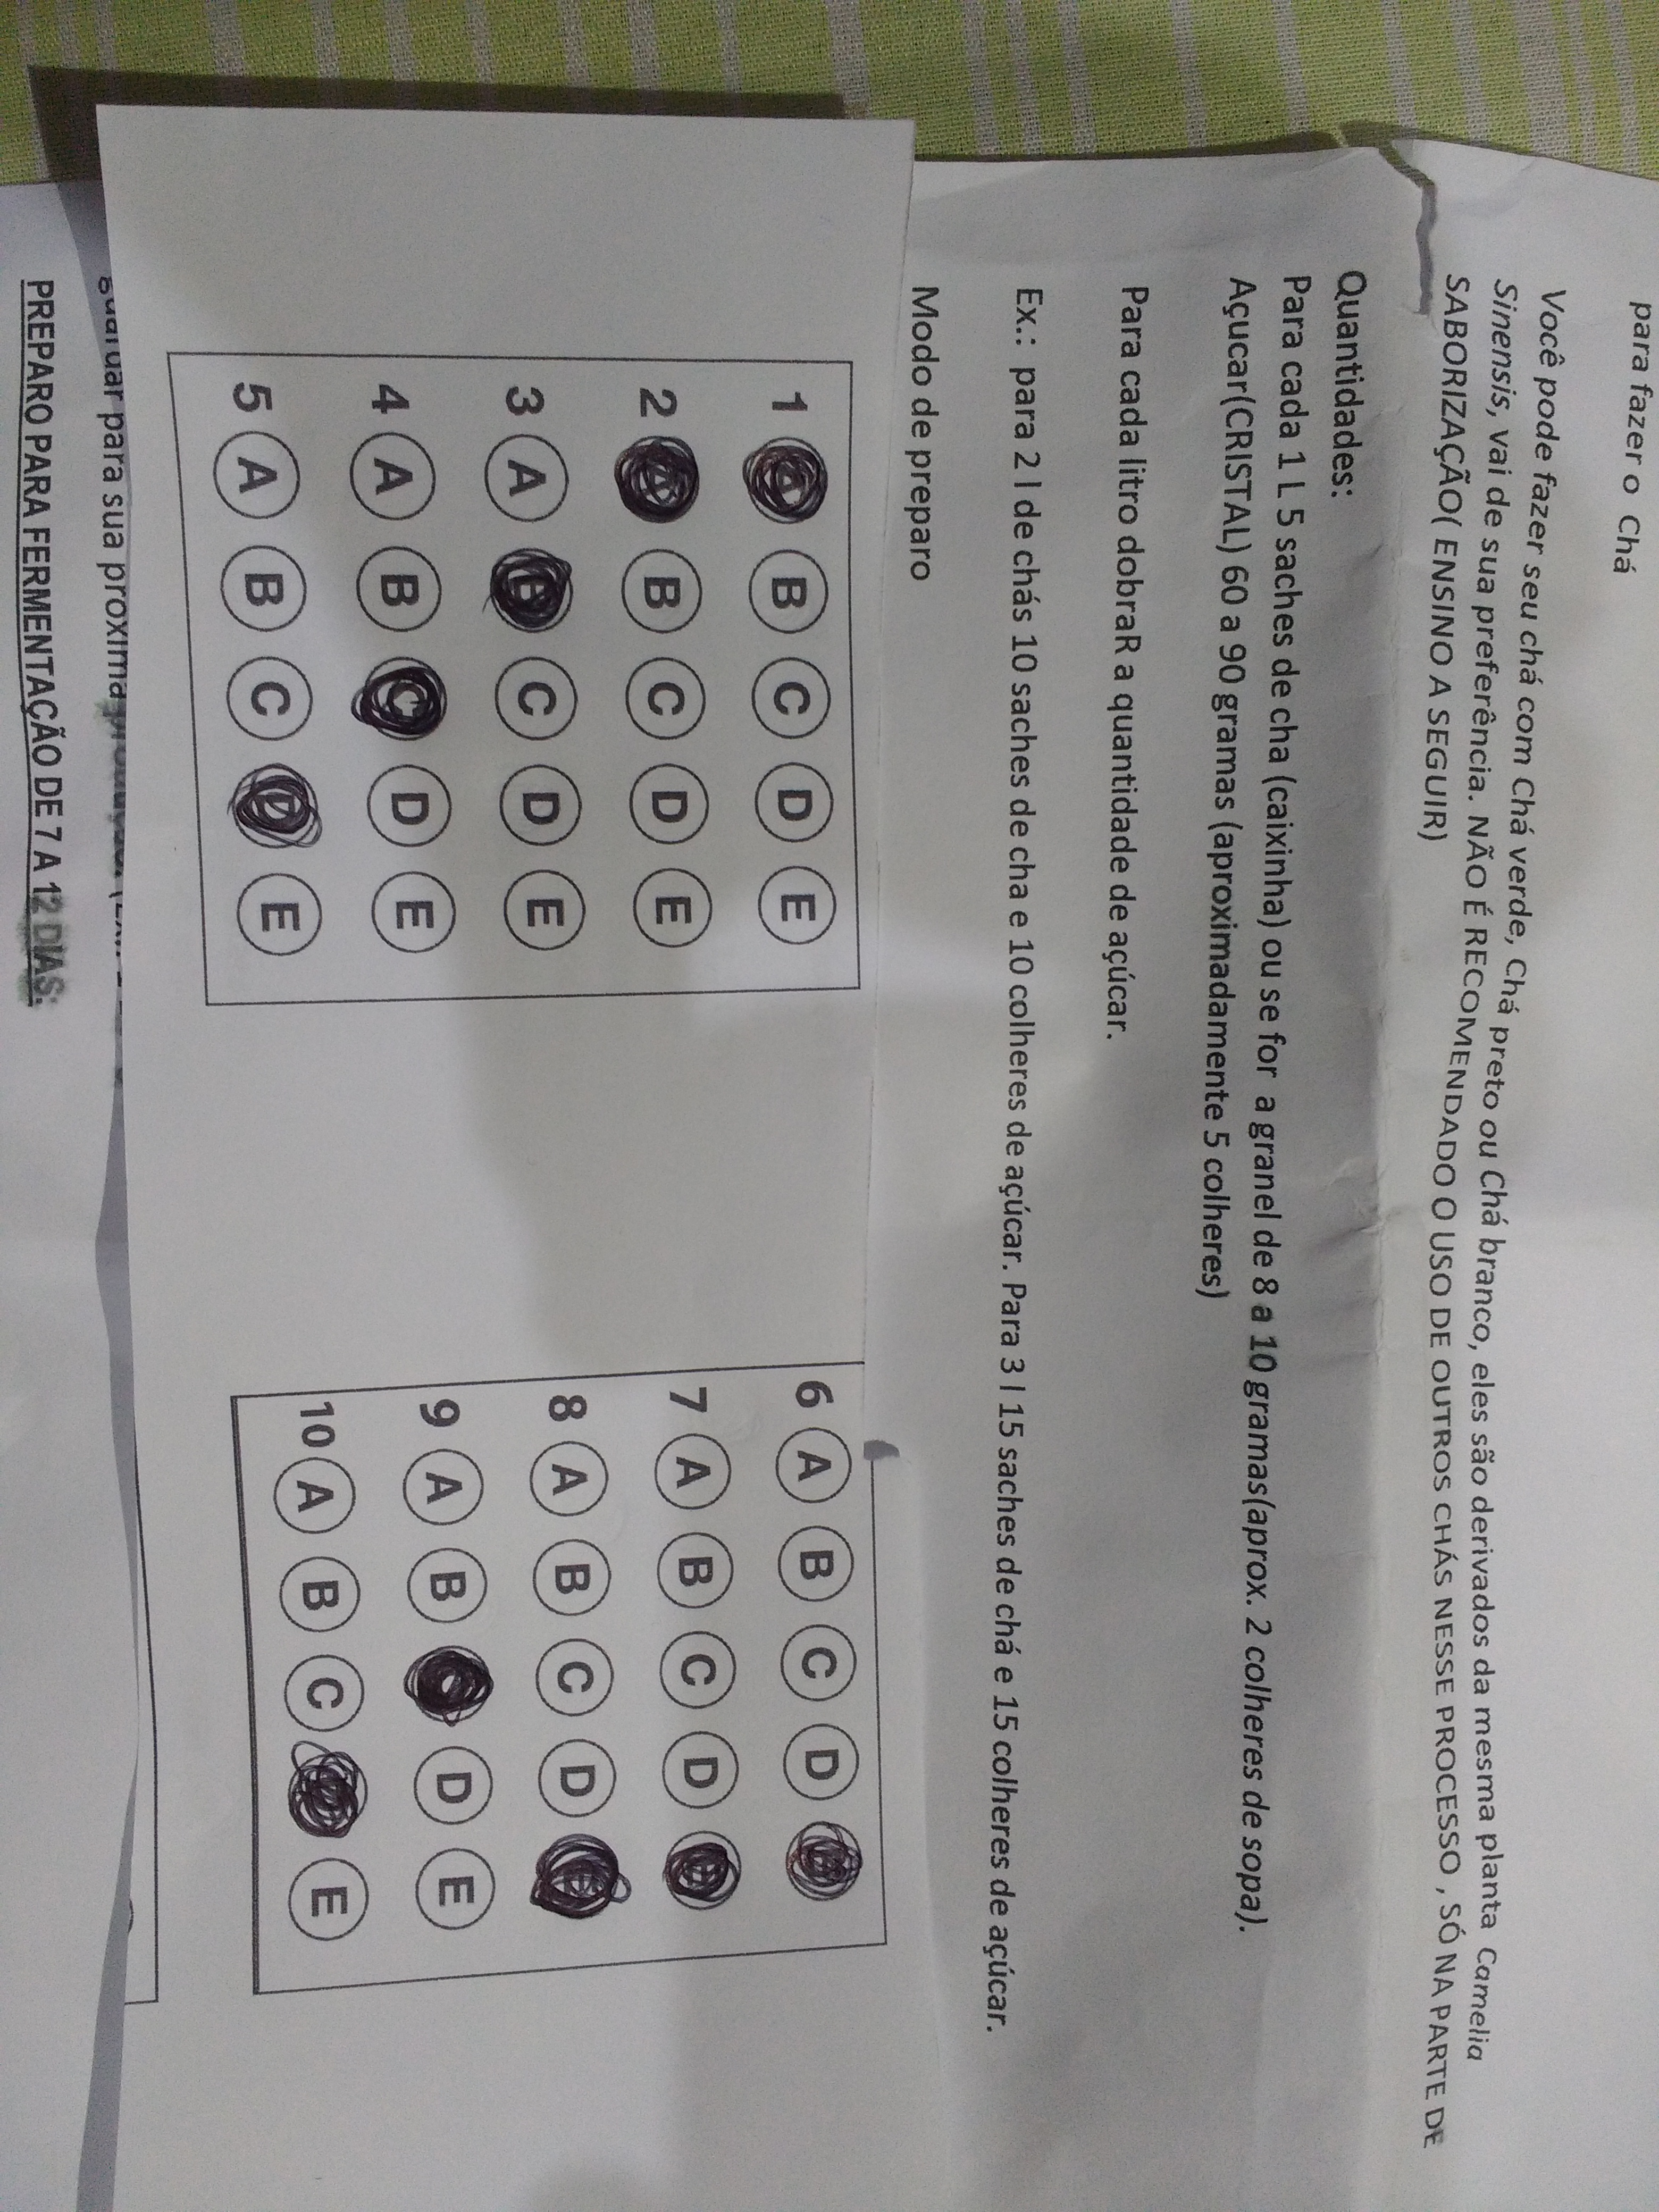 para fazer o Chá
Você pode fazer seu chá com Chá verde, Chá preto ou Chá branco, eles são derivados da mesma planta Camelia
Sinensis, vai de sua preferência. NÃO É RECOMENDADO O USO DE OUTROS CHÁS NESSE PROCESSO , SÓ NA PARTE DE
SABORIZAÇÃO( ENSINO A SEGUIR)
Quantidades:
Para cada 1 L 5 saches de cha (caixinha) ou se for a granel de 8 a 10 gramas(aprox. 2 colheres de sopa).
Açucar(CRISTAL) 60 a 90 gramas (aproximadamente 5 colheres)
Para cada litro dobraR a quantidade de açúcar.
Ex.: para 2 l de chás 10 saches de cha e 10 colheres de açúcar. Para 3 l 15 saches de chá e 15 colheres de açúcar.
Modo de preparo
1 A B C D E
2 A B C D E
3 A C D E
4 A B C D E
5 A B C D E
6 A B C D
7 A B C D
8 A B C D
9 A B D E
10 A B C E
guardar para sua proxima
PREPARO PARA FERMENTAÇÃO DE 7 A 12 DIAS: